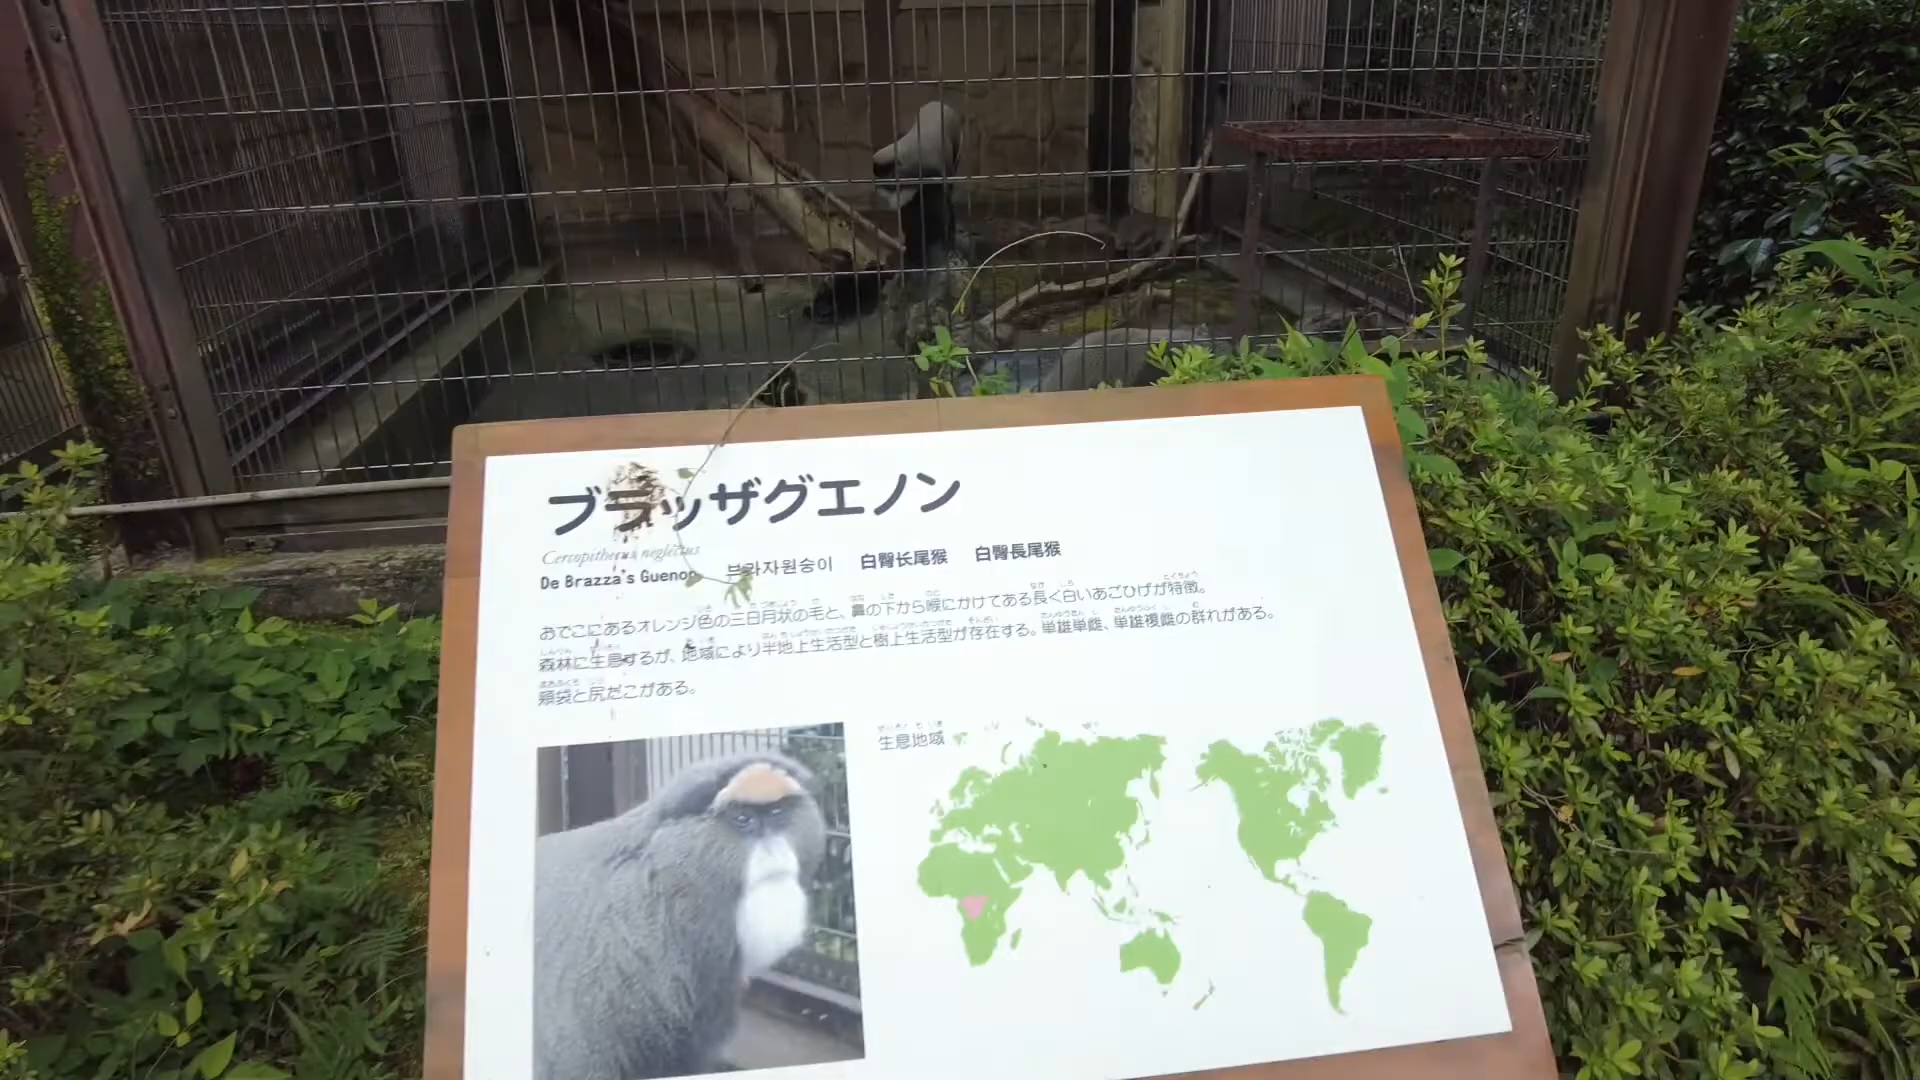 ブラッザグエノン
Cercopithecus neglectus
De Brazza's Guenon 브라자원숭이 白臀长尾猴 白臀長尾猴
おでこにあるオレンジ色の三日月状の毛と、鼻の下から喉にかけてある長く白いあごひげが特徴。
森林に生息するが、地域により半地上生活型と樹上生活型が存在する。単雄単雌、単雄複雌の群れがある。
頬袋と尻だこがある。
生息地域